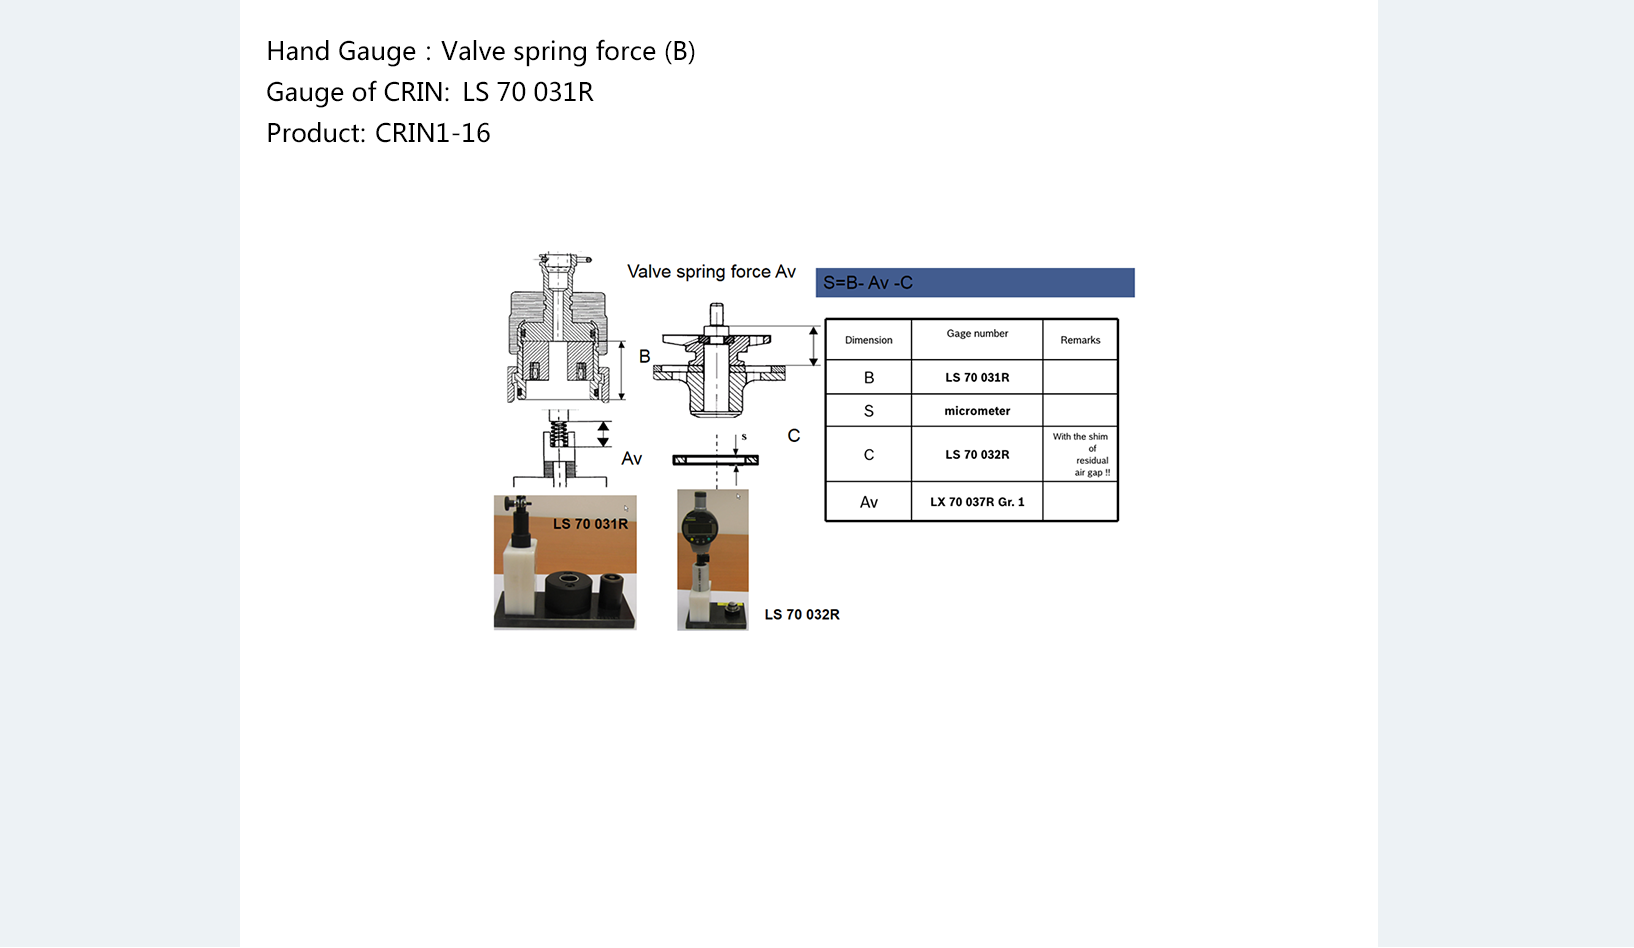 Hand Gauge : Valve spring force (B)
Gauge of CRIN: LS 70 031R
Product: CRIN1-16
Valve spring force Av
S=B- Av -C
B
Av
s
C
Dimension Gage number Remarks
B LS 70 031R
S micrometer
C LS 70 032R With the shim
of
residual
air gap !!
Av LX 70 037R Gr. 1
LS 70 031R
LS 70 032R